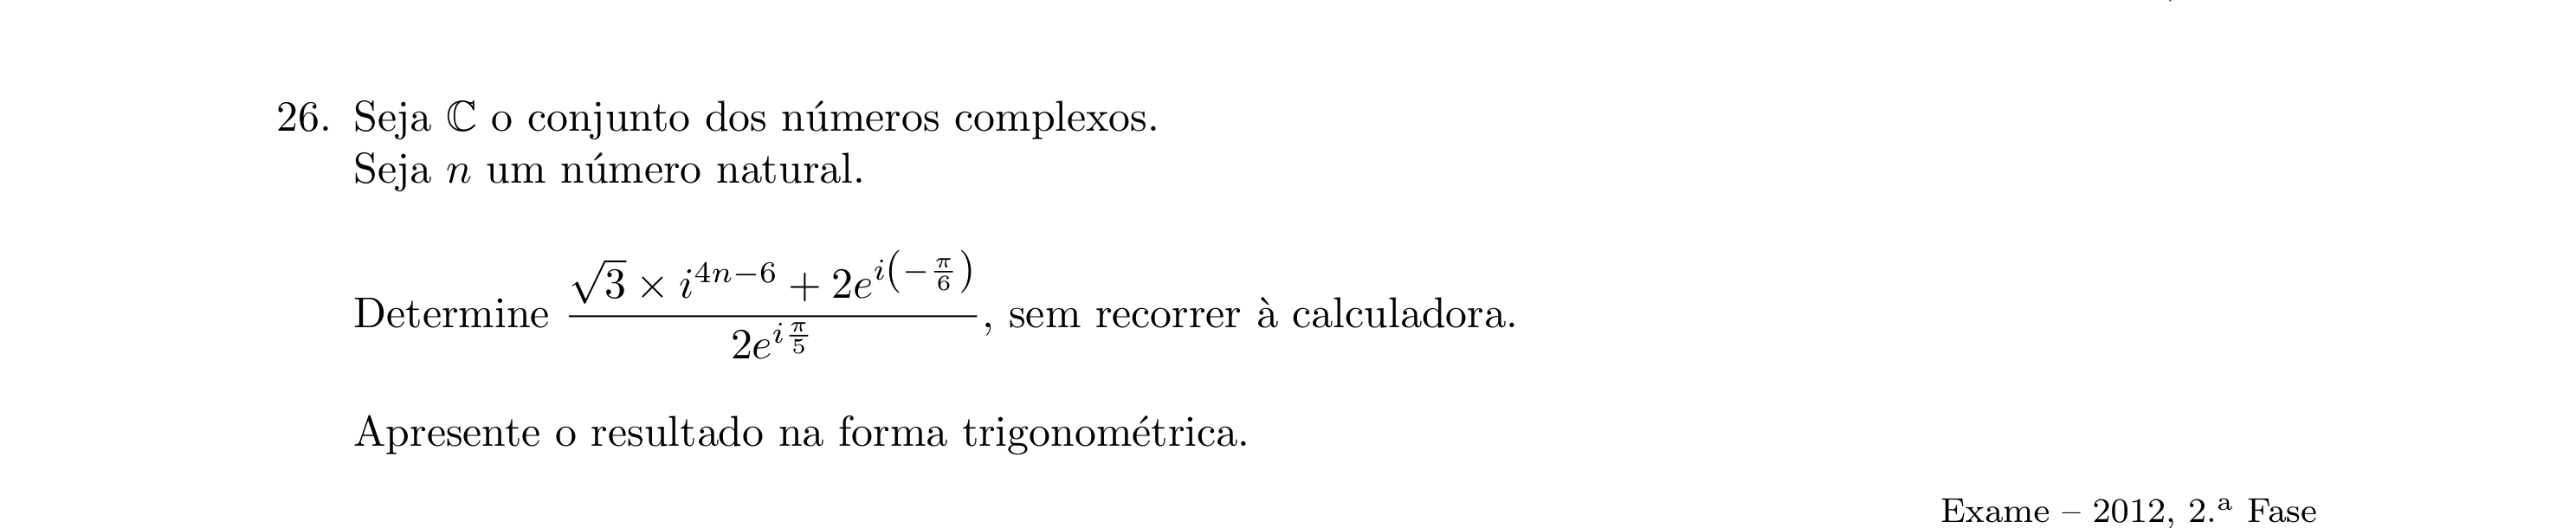 26. Seja ℂ o conjunto dos números complexos.
Seja n um número natural.
Determine \frac{\sqrt{3} \times i^{4n-6} + 2e^{i\left(-\frac{\pi}{6}\right)}}{2e^{i\frac{\pi}{5}}}, sem recorrer à calculadora.
Apresente o resultado na forma trigonométrica.
Exame – 2012, 2.ª Fase